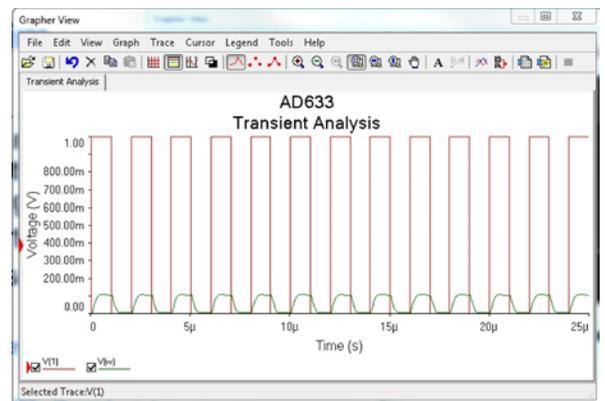 Grapher View
File Edit View Graph Trace Cursor Legend Tools Help
A
Transient Analysis
AD633
Transient Analysis
Voltage (V)
1.00
800.00m
700.00m
600.00m
500.00m
400.00m
300.00m
200.00m
0.00
0 5μ 10μ 15μ 20μ 25μ
Time (s)
V(1) V(w)
Selected Trace:V(1)